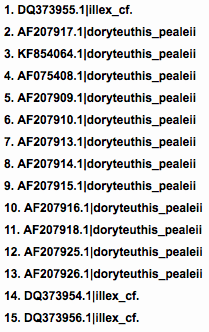 1. DQ373955.1|illex_cf.
2. AF207917.1|doryteuthis_pealeii
3. KF854064.1|doryteuthis_pealeii
4. AF075408.1|doryteuthis_pealeii
5. AF207909.1|doryteuthis_pealeii
6. AF207910.1|doryteuthis_pealeii
7. AF207913.1|doryteuthis_pealeii
8. AF207914.1|doryteuthis_pealeii
9. AF207915.1|doryteuthis_pealeii
10. AF207916.1|doryteuthis_pealeii
11. AF207918.1|doryteuthis_pealeii
12. AF207925.1|doryteuthis_pealeii
13. AF207926.1|doryteuthis_pealeii
14. DQ373954.1|illex_cf.
15. DQ373956.1|illex_cf.